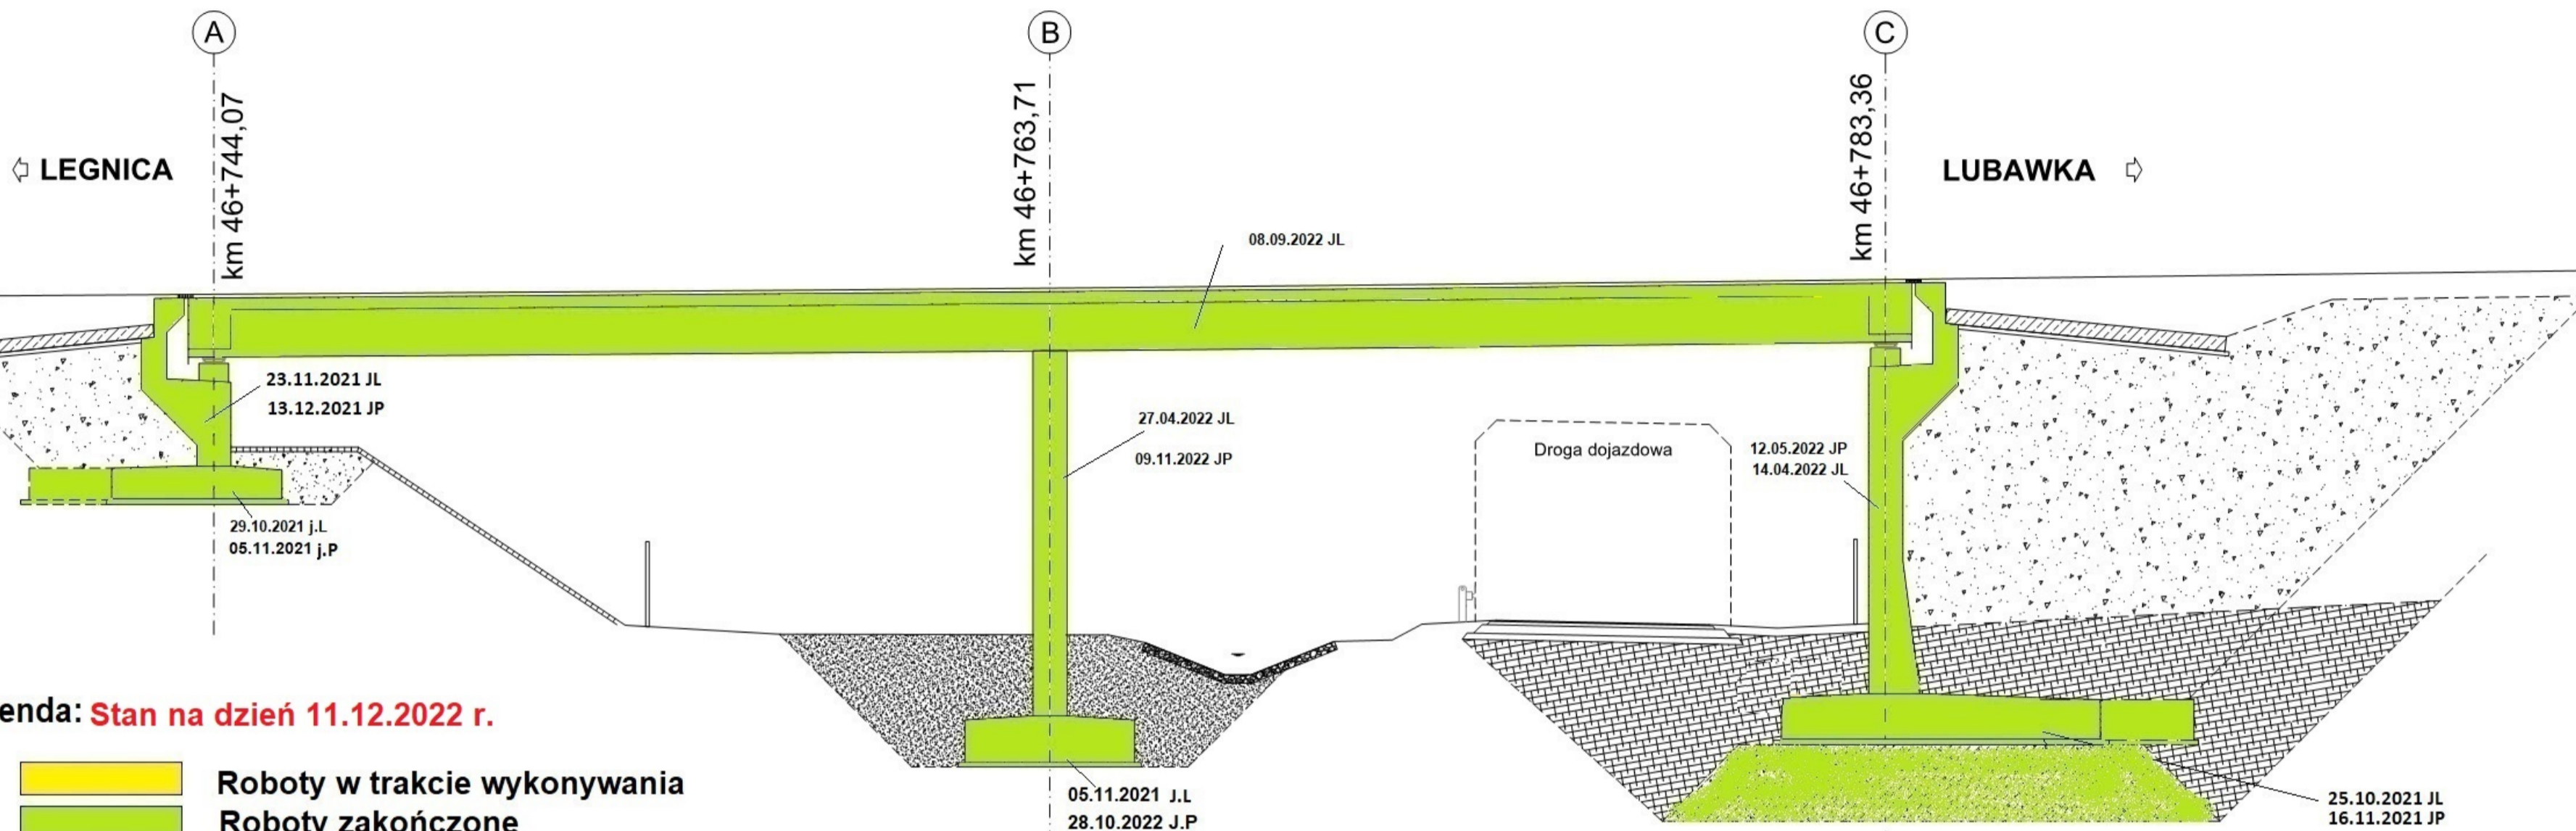 A
B
C
km 46+744,07
km 46+763,71
km 46+783,36
LEGNICA
LUBAWKA
08.09.2022 JL
23.11.2021 JL
13.12.2021 JP
27.04.2022 JL
09.11.2022 JP
Droga dojazdowa
12.05.2022 JP
14.04.2022 JL
29.10.2021 j.L
05.11.2021 j.P
enda: Stan na dzień 11.12.2022 r.
Roboty w trakcie wykonywania
Roboty zakończone
05.11.2021 J.L
28.10.2022 J.P
25.10.2021 JL
16.11.2021 JP